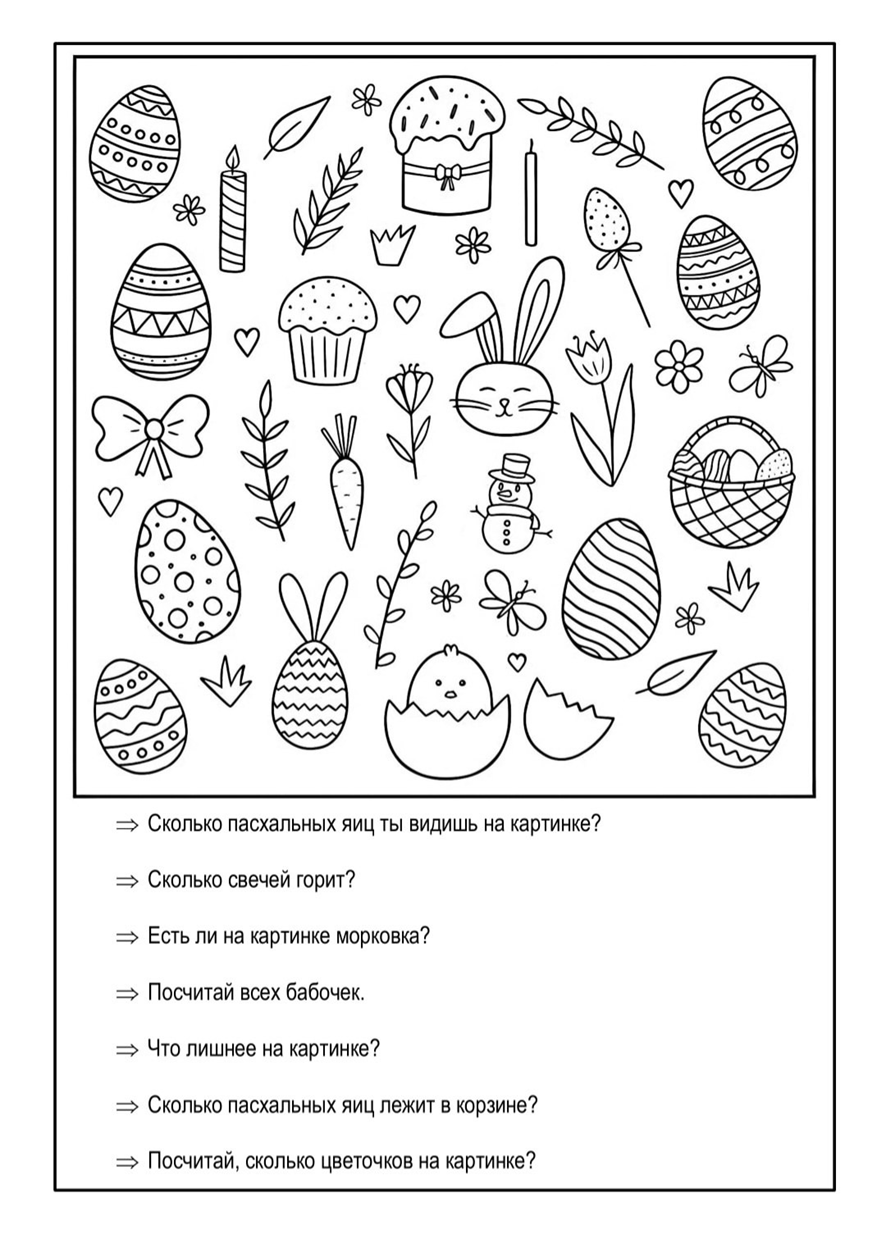 ⇒ Сколько пасхальных яиц ты видишь на картинке?
⇒ Сколько свечей горит?
⇒ Есть ли на картинке морковка?
⇒ Посчитай всех бабочек.
⇒ Что лишнее на картинке?
⇒ Сколько пасхальных яиц лежит в корзине?
⇒ Посчитай, сколько цветочков на картинке?